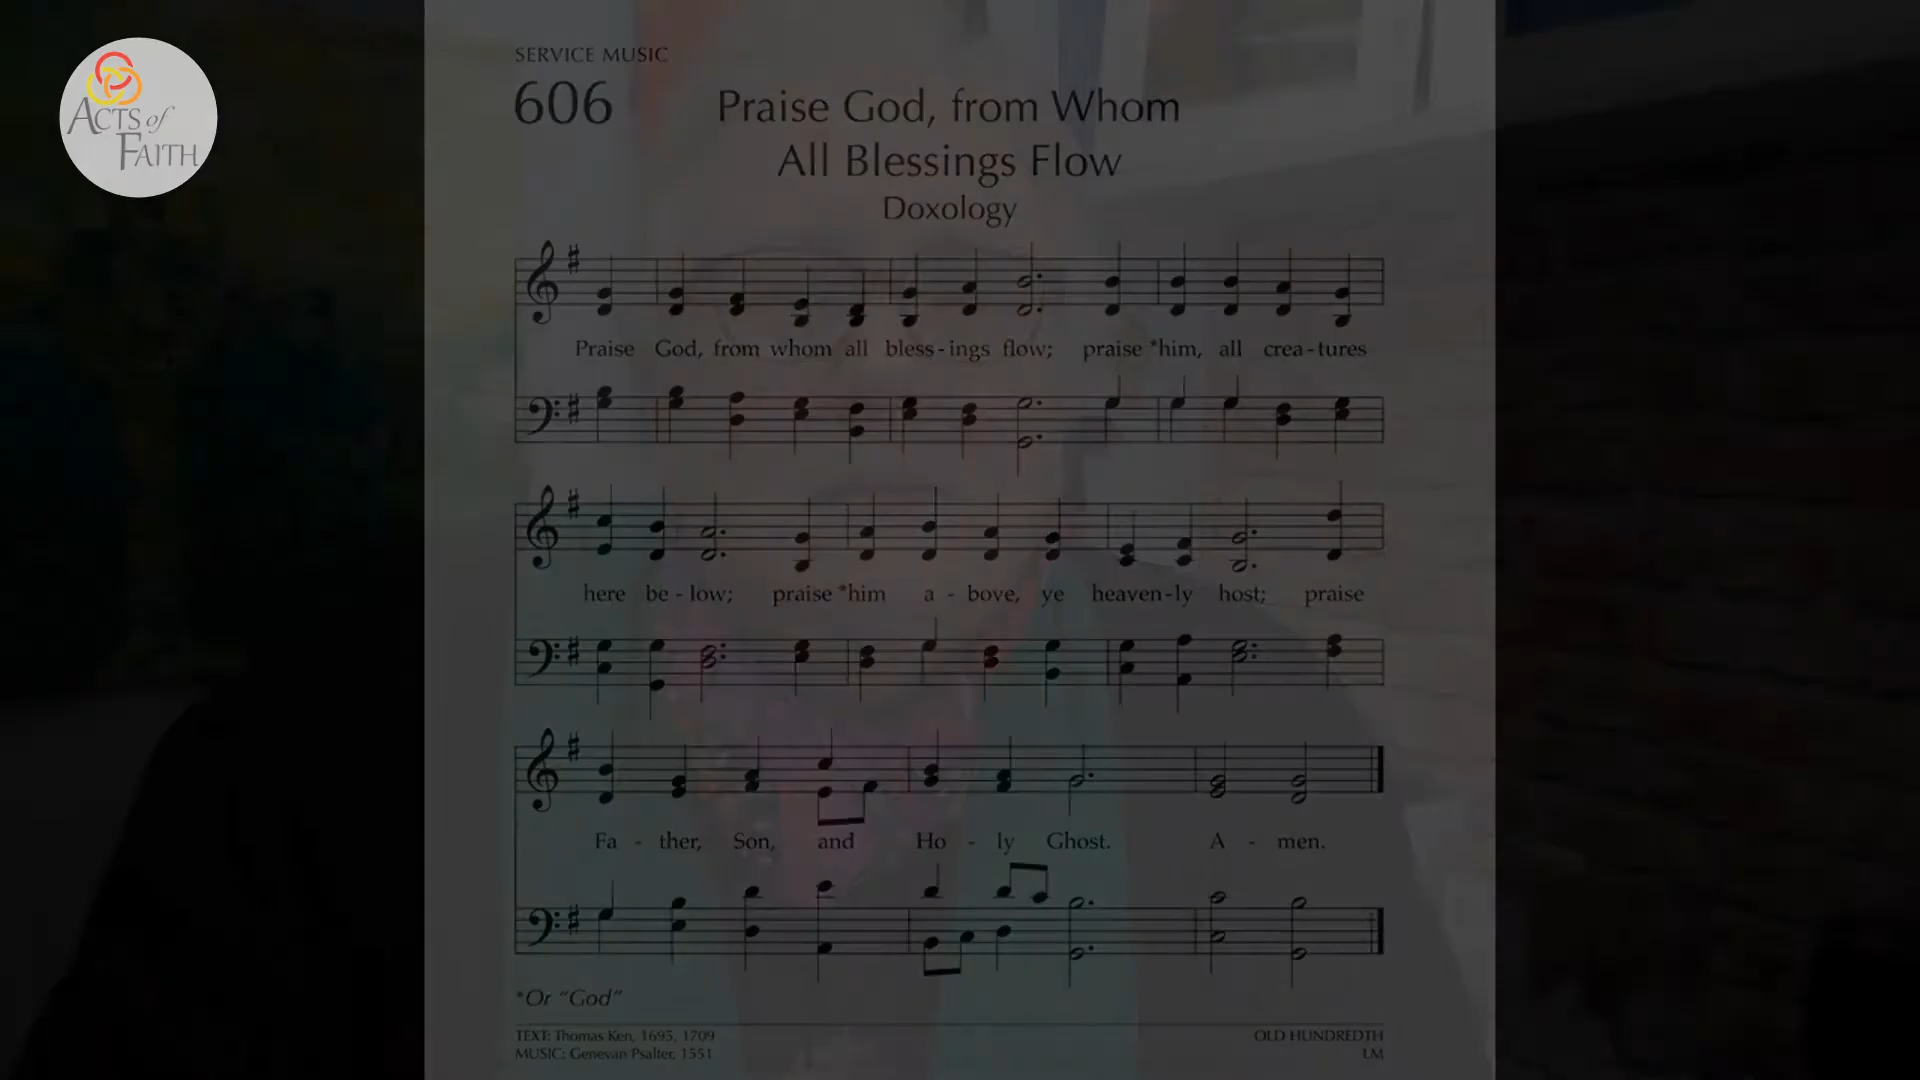 ACTS of
FAITH
SERVICE MUSIC
606
Praise God, from Whom
All Blessings Flow
Doxology
Praise God, from whom all bless - ings flow; praise *him, all crea - tures
here be - low; praise *him a - bove, ye heaven - ly host; praise
Fa - ther, Son, and Ho - ly Ghost. A - men.
*Or “God”
TEXT: Thomas Ken, 1695, 1709
MUSIC: Genevan Psalter, 1551
OLD HUNDREDTH
LM